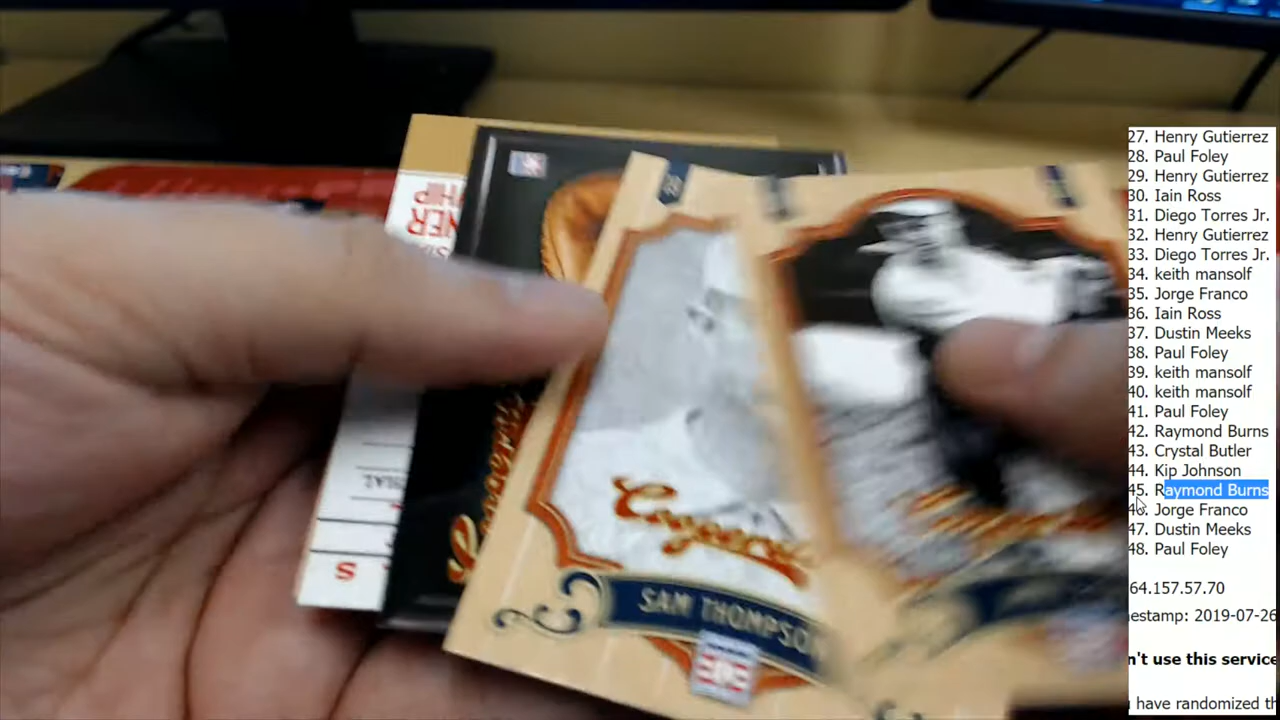 27. Henry Gutierrez
28. Paul Foley
29. Henry Gutierrez
30. Iain Ross
31. Diego Torres Jr.
32. Henry Gutierrez
33. Diego Torres Jr.
34. keith mansolf
35. Jorge Franco
36. Iain Ross
37. Dustin Meeks
38. Paul Foley
39. keith mansolf
40. keith mansolf
41. Paul Foley
42. Raymond Burns
43. Crystal Butler
44. Kip Johnson
45. Raymond Burns
46. Jorge Franco
47. Dustin Meeks
48. Paul Foley
64.157.57.70
estamp: 2019-07-26
n't use this service
have randomized th
SAM THOMPSO